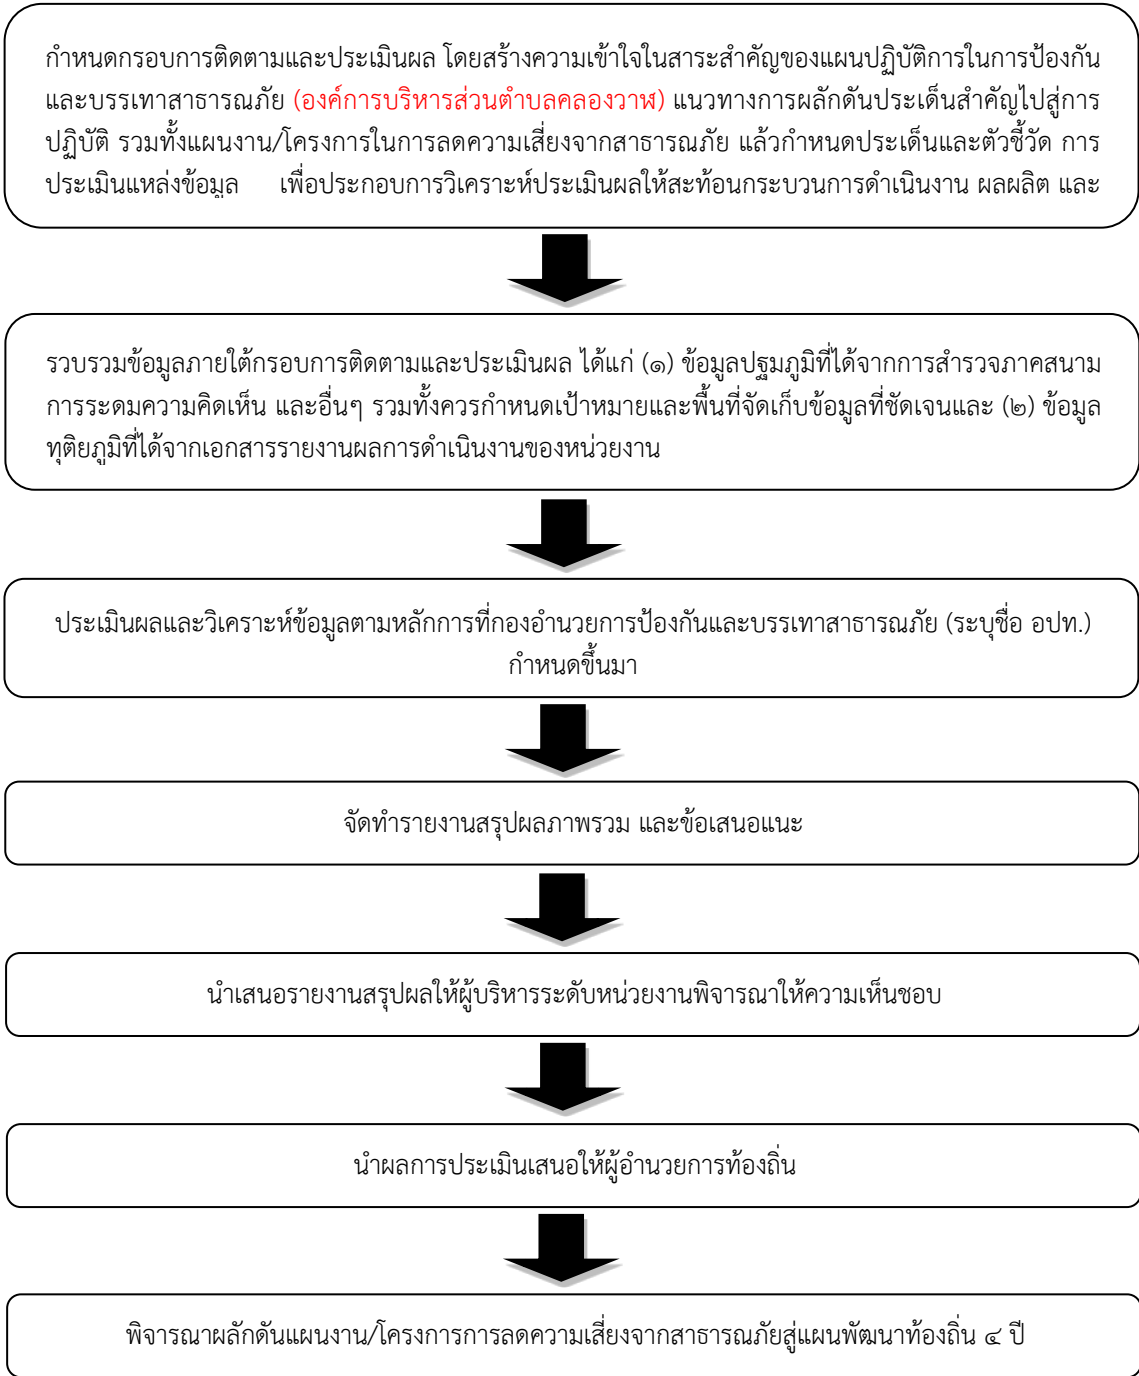 กำหนดกรอบการติดตามและประเมินผล โดยสร้างความเข้าใจในสาระสำคัญของแผนปฏิบัติการในการป้องกัน
และบรรเทาสาธารณภัย (องค์การบริหารส่วนตำบลคลองวาฬ) แนวทางการผลักดันประเด็นสำคัญไปสู่การ
ปฏิบัติ รวมทั้งแผนงาน/โครงการในการลดความเสี่ยงจากสาธารณภัย แล้วกำหนดประเด็นและตัวชี้วัด การ
ประเมินแหล่งข้อมูล เพื่อประกอบการวิเคราะห์ประเมินผลให้สะท้อนกระบวนการดำเนินงาน ผลผลิต และ
รวบรวมข้อมูลภายใต้กรอบการติดตามและประเมินผล ได้แก่ (๑) ข้อมูลปฐมภูมิที่ได้จากการสำรวจภาคสนาม
การระดมความคิดเห็น และอื่นๆ รวมทั้งควรกำหนดเป้าหมายและพื้นที่จัดเก็บข้อมูลที่ชัดเจนและ (๒) ข้อมูล
ทุติยภูมิที่ได้จากเอกสารรายงานผลการดำเนินงานของหน่วยงาน
ประเมินผลและวิเคราะห์ข้อมูลตามหลักการที่กองอำนวยการป้องกันและบรรเทาสาธารณภัย (ระบุชื่อ อปท.)
กำหนดขึ้นมา
จัดทำรายงานสรุปผลภาพรวม และข้อเสนอแนะ
นำเสนอรายงานสรุปผลให้ผู้บริหารระดับหน่วยงานพิจารณาให้ความเห็นชอบ
นำผลการประเมินเสนอให้ผู้อำนวยการท้องถิ่น
พิจารณาผลักดันแผนงาน/โครงการการลดความเสี่ยงจากสาธารณภัยสู่แผนพัฒนาท้องถิ่น ๔ ปี